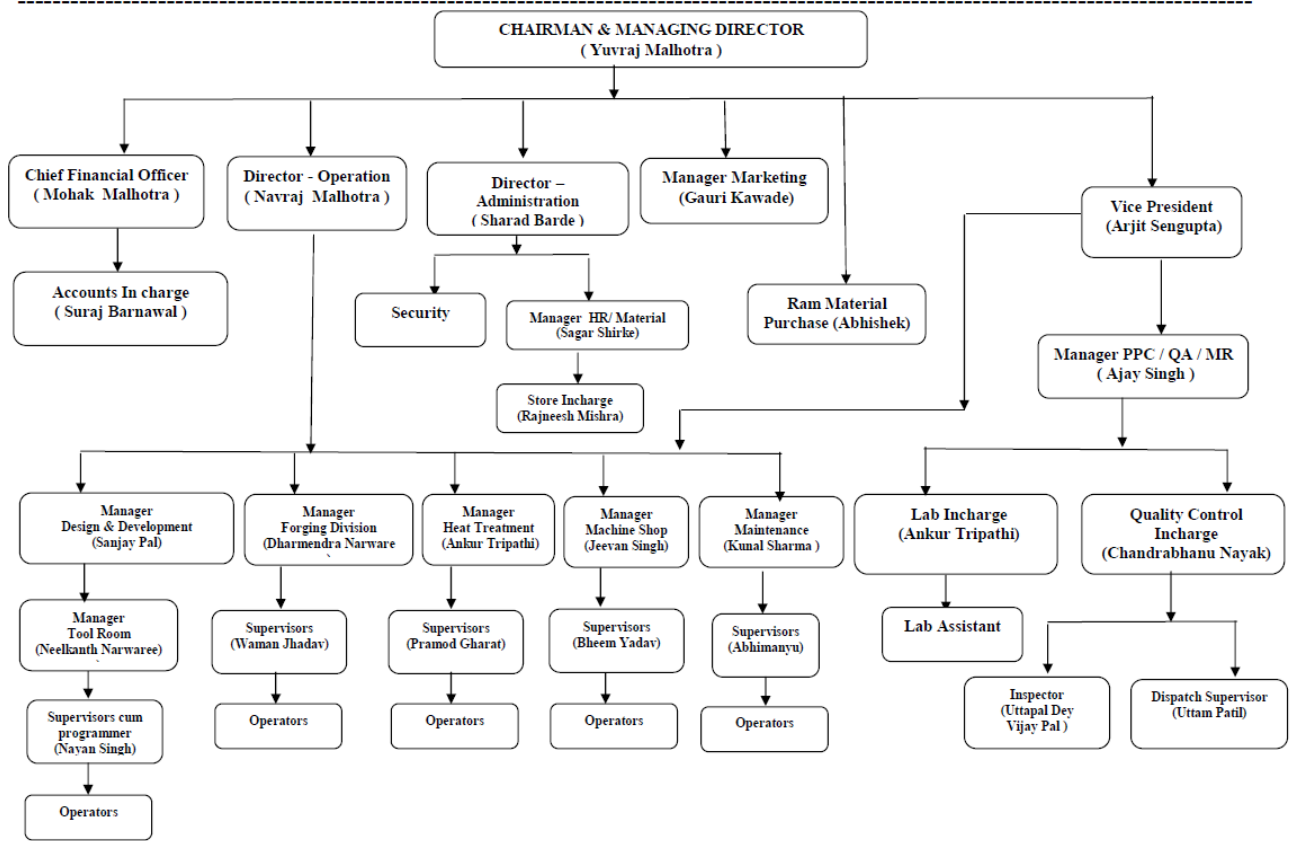 CHAIRMAN & MANAGING DIRECTOR
( Yuvraj Malhotra )
Chief Financial Officer
( Mohak Malhotra )
Director - Operation
( Navraj Malhotra )
Director –
Administration
( Sharad Barde )
Manager Marketing
(Gauri Kawade)
Vice President
(Arjit Sengupta)
Accounts In charge
( Suraj Barnawal )
Security
Manager HR/ Material
(Sagar Shirke)
Ram Material
Purchase (Abhishek)
Manager PPC / QA / MR
( Ajay Singh )
Store Incharge
(Rajneesh Mishra)
Manager
Design & Development
(Sanjay Pal)
Manager
Forging Division
(Dharmendra Narware
)
Manager
Heat Treatment
(Ankur Tripathi)
Manager
Machine Shop
(Jeevan Singh)
Manager
Maintenance
(Kunal Sharma )
Lab Incharge
(Ankur Tripathi)
Quality Control
Incharge
(Chandrabhanu Nayak)
Manager
Tool Room
(Neelkanth Narwaree)
)
Supervisors
(Waman Jhadav)
Supervisors
(Pramod Gharat)
Supervisors
(Bheem Yadav)
Supervisors
(Abhimanyu)
Lab Assistant
Inspector
(Uttapal Dey
Vijay Pal )
Dispatch Supervisor
(Uttam Patil)
Supervisors cum
programmer
(Nayan Singh)
Operators
Operators
Operators
Operators
Operators